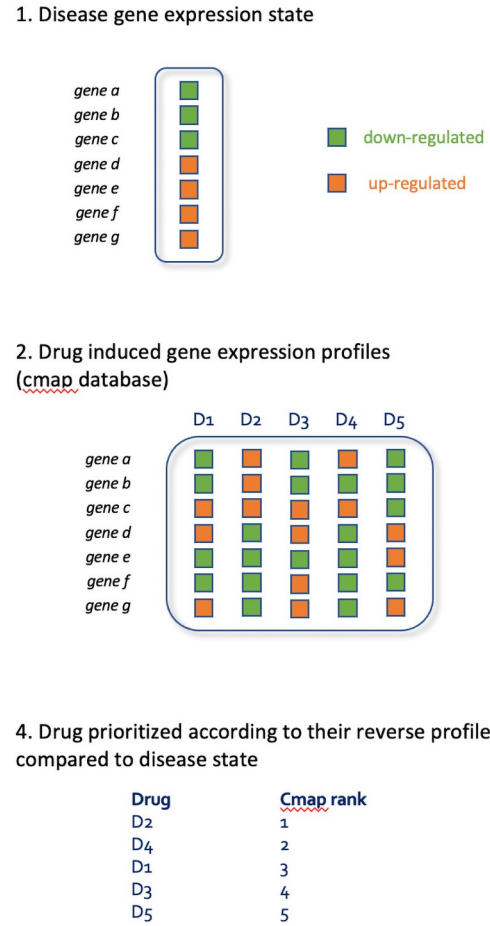 1. Disease gene expression state
gene a
gene b
gene c
gene d
gene e
gene f
gene g
down-regulated
up-regulated
2. Drug induced gene expression profiles
(cmap database)
D1 D2 D3 D4 D5
gene a
gene b
gene c
gene d
gene e
gene f
gene g
4. Drug prioritized according to their reverse profile
compared to disease state
Drug Cmap rank
D2 1
D4 2
D1 3
D3 4
D5 5